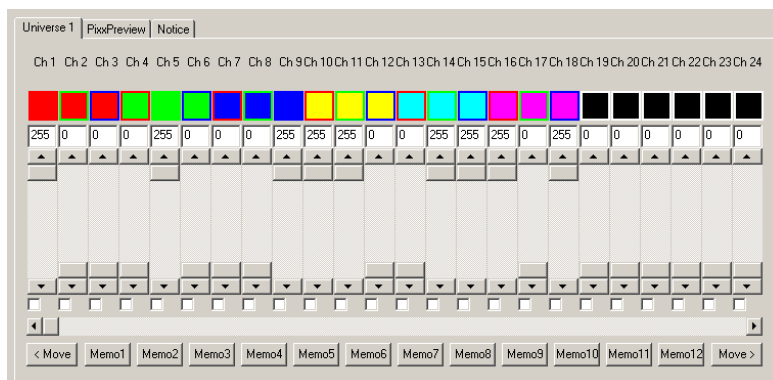 Universe 1 PixxPreview Notice
Ch 1 Ch 2 Ch 3 Ch 4 Ch 5 Ch 6 Ch 7 Ch 8 Ch 9 Ch 10 Ch 11 Ch 12 Ch 13 Ch 14 Ch 15 Ch 16 Ch 17 Ch 18 Ch 19 Ch 20 Ch 21 Ch 22 Ch 23 Ch 24
255 0 0 0 255 0 0 0 255 255 255 0 0 255 255 255 0 255 0 0 0 0 0 0
< Move Memo1 Memo2 Memo3 Memo4 Memo5 Memo6 Memo7 Memo8 Memo9 Memo10 Memo11 Memo12 Move >